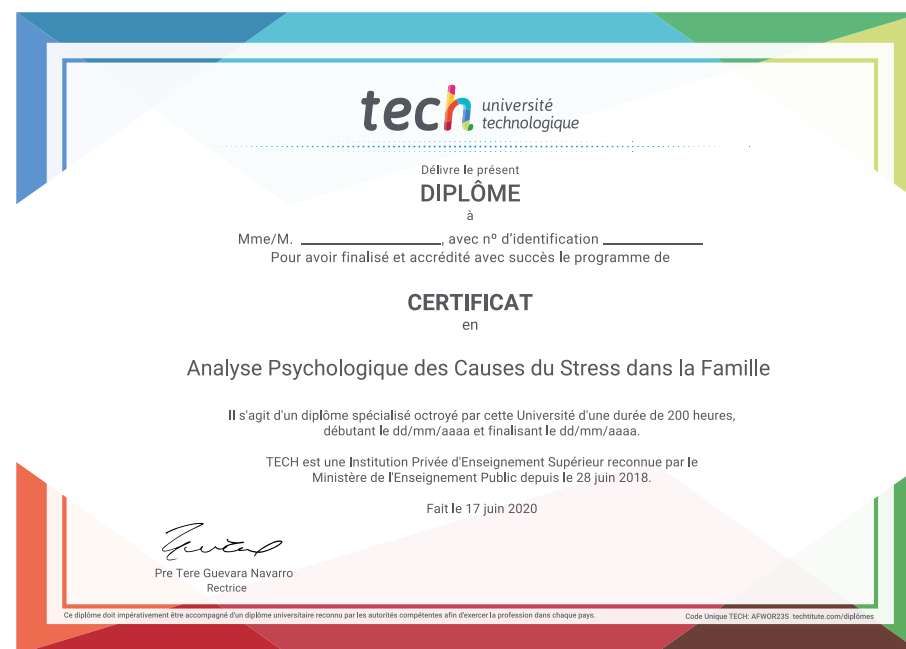 tech université
technologique
Délivre le présent
DIPLÔME
à
Mme/M. ____________________, avec nº d'identification ______________
Pour avoir finalisé et accrédité avec succès le programme de
CERTIFICAT
en
Analyse Psychologique des Causes du Stress dans la Famille
Il s'agit d'un diplôme spécialisé octroyé par cette Université d'une durée de 200 heures,
débutant le dd/mm/aaaa et finalisant le dd/mm/aaaa.
TECH est une Institution Privée d'Enseignement Supérieur reconnue par le
Ministère de l'Enseignement Public depuis le 28 juin 2018.
Fait le 17 juin 2020
Pre Tere Guevara Navarro
Rectrice
Ce diplôme doit impérativement être accompagné d'un diplôme universitaire reconnu par les autorités compétentes afin d'exercer la profession dans chaque pays.
Code Unique TECH: AFWOR23S techtitute.com/diplômes